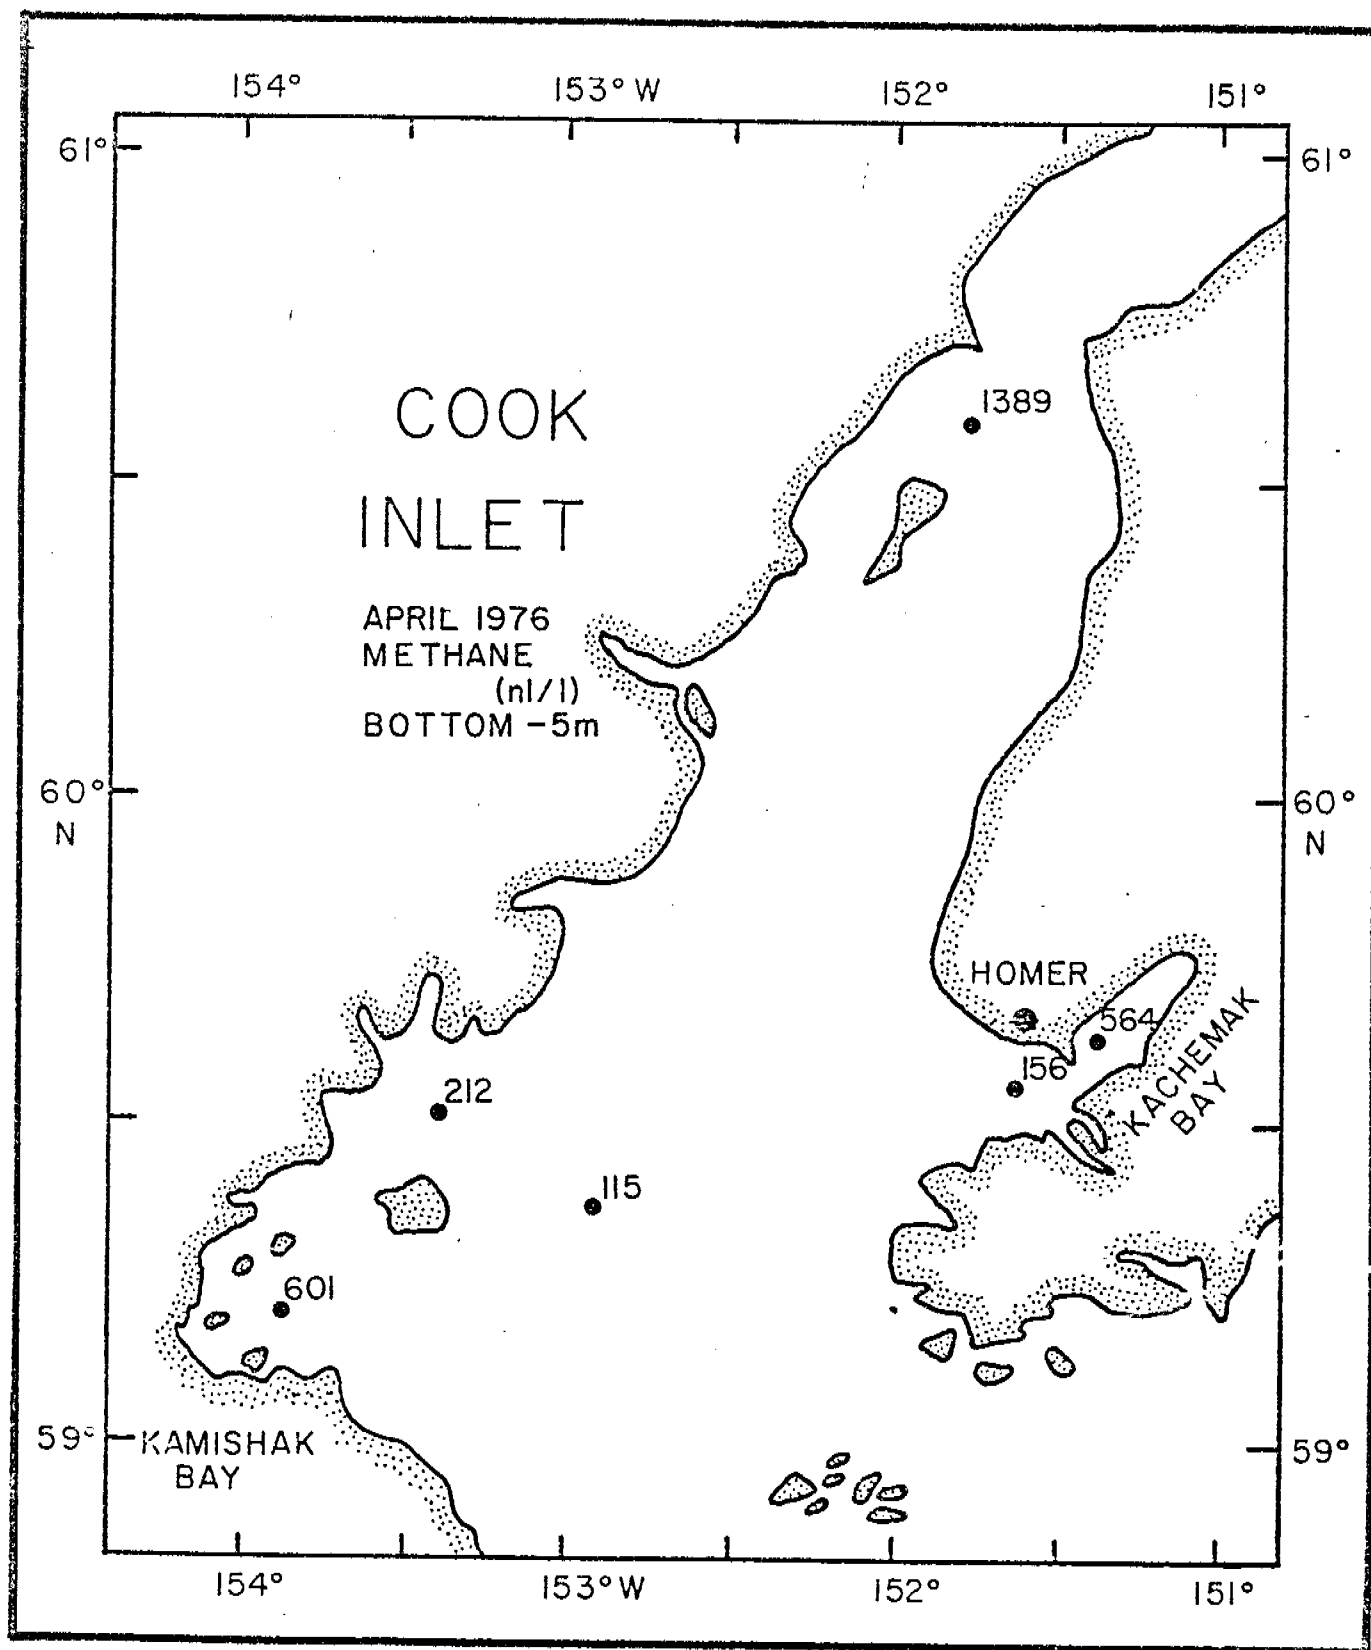 154° 153° W 152° 151°
61° 61°
1389
COOK
INLET
APRIL 1976
METHANE
(nl/l)
BOTTOM -5m
60° 60°
N N
HOMER
564
156
KACHEMAK
BAY
212
115
601
59° 59°
KAMISHAK
BAY
154° 153° W 152° 151°